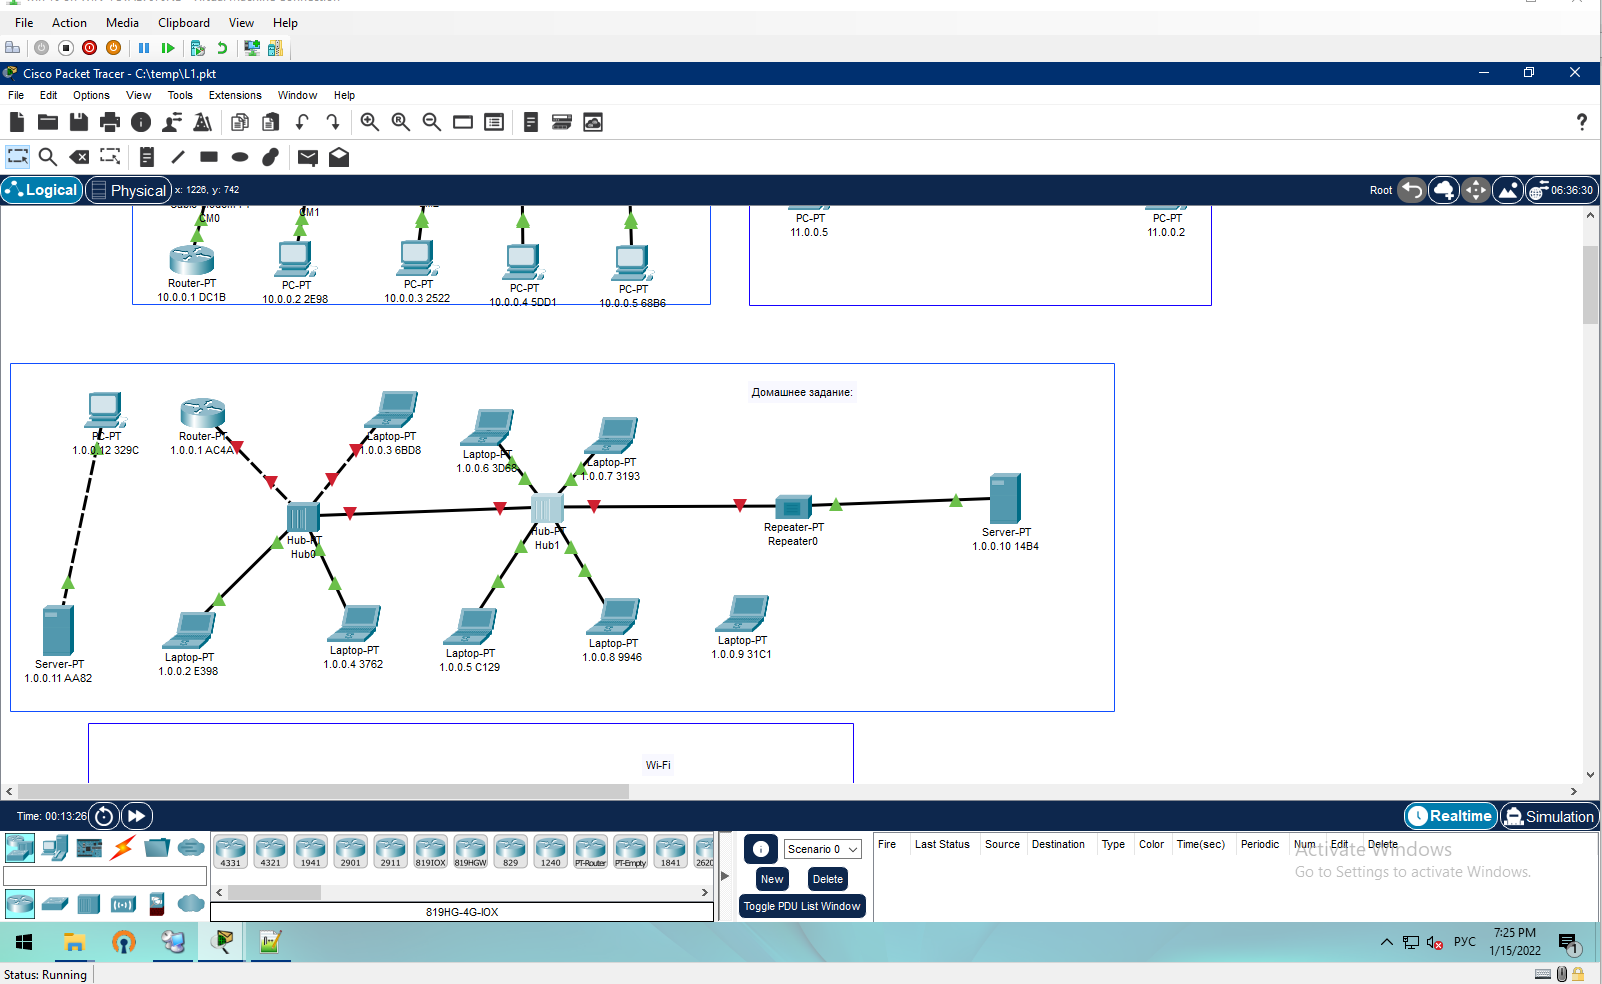 File Action Media Clipboard View Help
Cisco Packet Tracer - C:\temp\L1.pkt
File Edit Options View Tools Extensions Window Help
?
Logical Physical x: 1226, y: 742 Root 06:36:30
CM0
CM1
Router-PT
10.0.0.1 DC1B
PC-PT
10.0.0.2 2E98
PC-PT
10.0.0.3 2522
PC-PT
10.0.0.4 5DD1
PC-PT
10.0.0.5 68B6
PC-PT
11.0.0.5
PC-PT
11.0.0.2
Домашнее задание:
PC-PT
1.0.0.12 329C
Router-PT
1.0.0.1 AC4A
Laptop-PT
1.0.0.3 6BD8
Laptop-PT
1.0.0.6 3D68
Laptop-PT
1.0.0.7 3193
Hub-PT
Hub0
Hub-PT
Hub1
Repeater-PT
Repeater0
Server-PT
1.0.0.10 14B4
Server-PT
1.0.0.11 AA82
Laptop-PT
1.0.0.2 E398
Laptop-PT
1.0.0.4 3762
Laptop-PT
1.0.0.5 C129
Laptop-PT
1.0.0.8 9946
Laptop-PT
1.0.0.9 31C1
Wi-Fi
Time: 00:13:26 Realtime Simulation
4331 4321 1941 2901 2911 819IOX 819HGW 829 1240 PT-Router PT-Empty 1841 2620
819HG-4G-IOX
Scenario 0
New Delete
Toggle PDU List Window
Fire Last Status Source Destination Type Color Time(sec) Periodic Num Edit Delete
Activate Windows
Go to Settings to activate Windows.
РУС
7:25 PM
1/15/2022
1
Status: Running